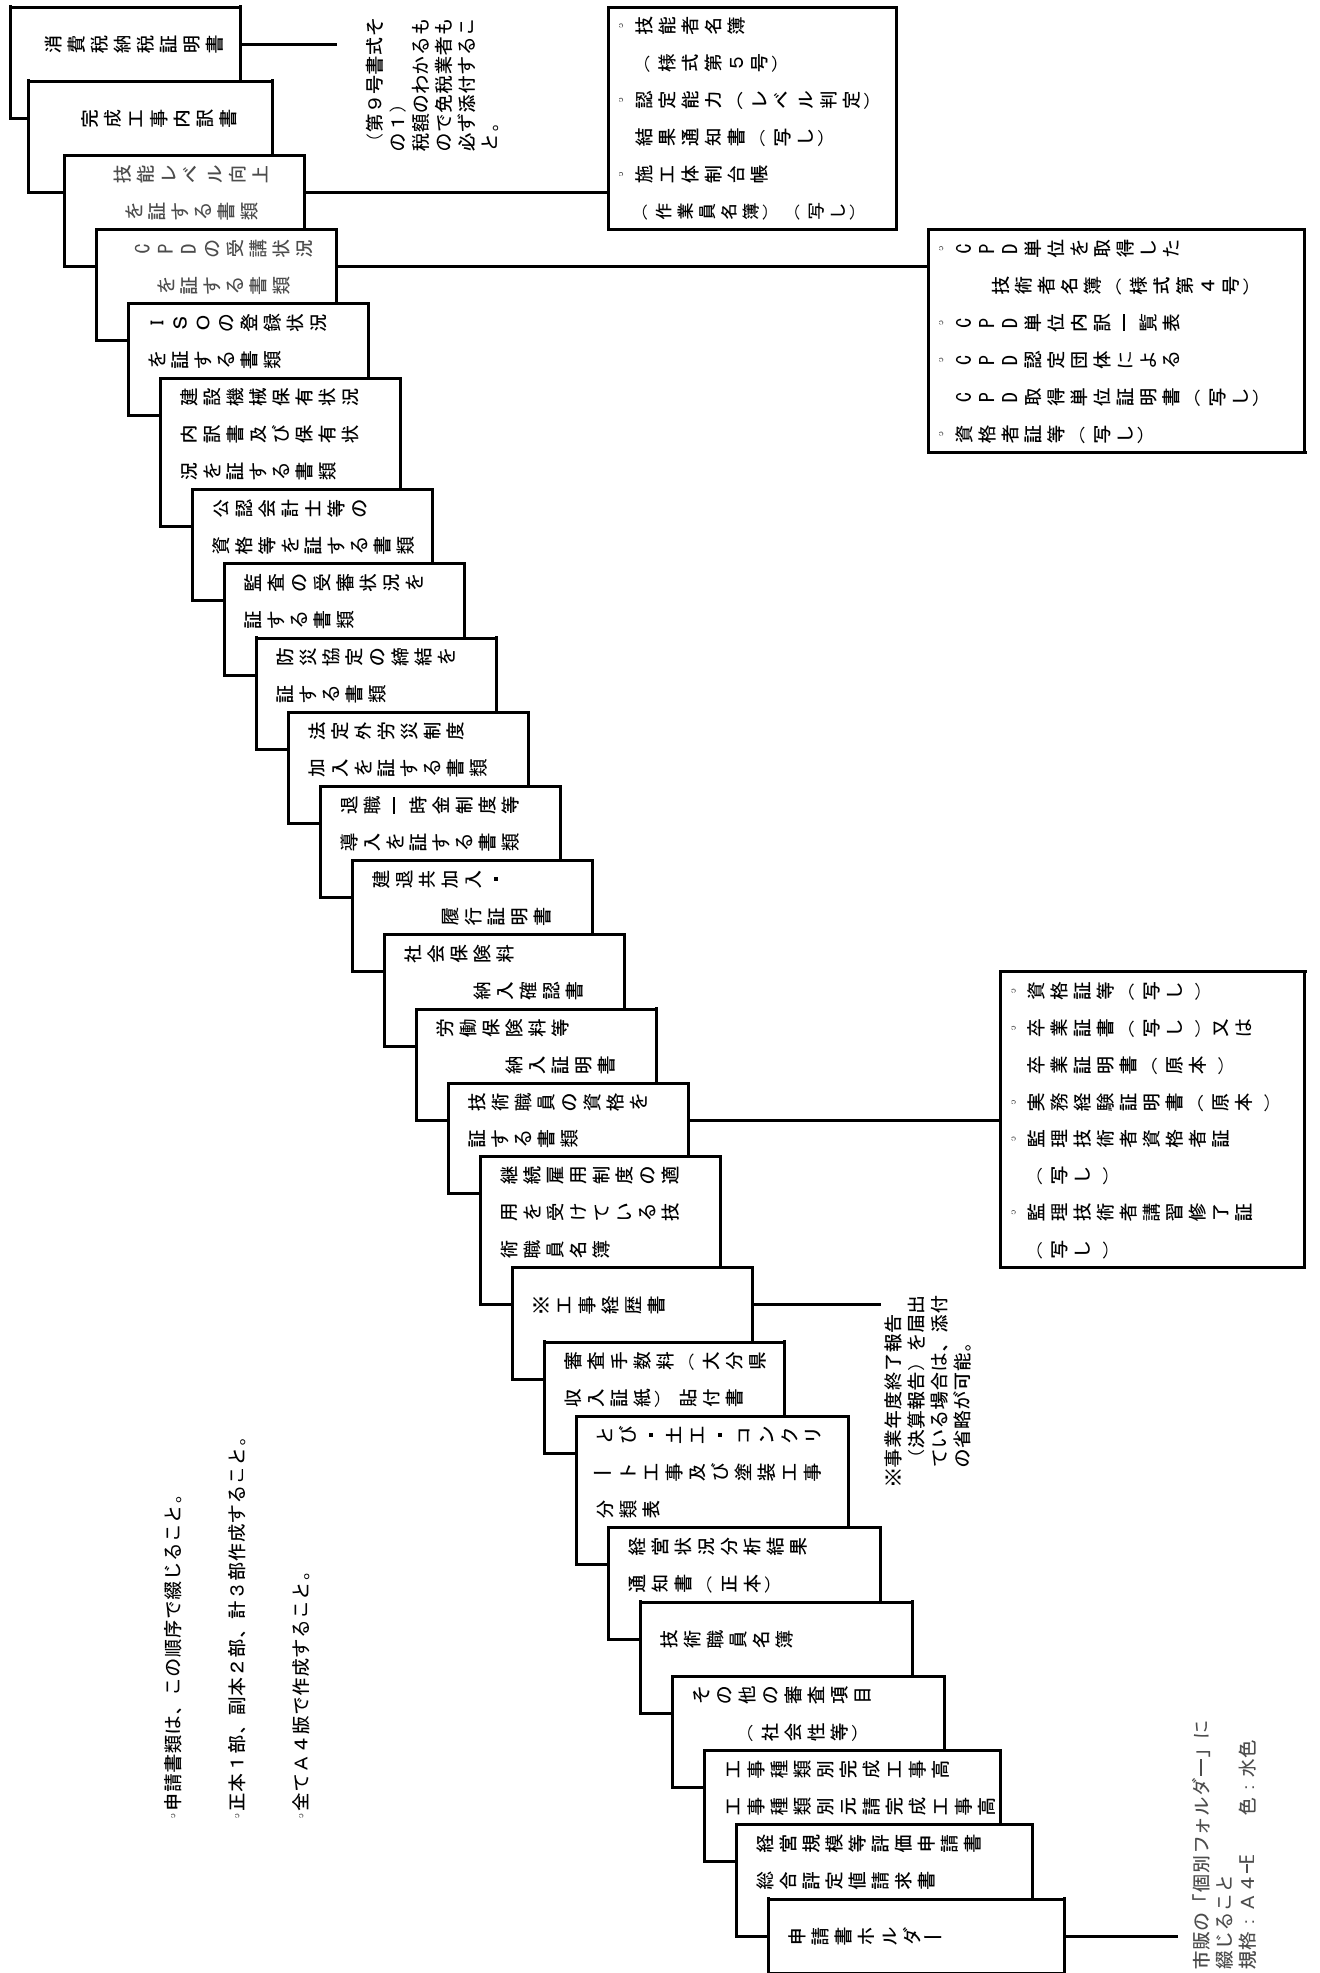 消費税納税証明書
（第９号書式そ
の１）
税額のわかるも
ので免税業者も
必ず添付するこ
と。
完成工事内訳書
技能レベル向上
を証する書類
◦技能者名簿
（様式第５号）
◦認定能力（レベル判定）
結果通知書（写し）
◦施工体制台帳
（作業員名簿）（写し）
ＣＰＤの受講状況
を証する書類
◦ＣＰＤ単位を取得した
技術者名簿（様式第４号）
◦ＣＰＤ単位内訳一覧表
◦ＣＰＤ認定団体による
ＣＰＤ取得単位証明書（写し）
◦資格者証等（写し）
ＩＳＯの登録状況
を証する書類
建設機械保有状況
内訳書及び保有状
況を証する書類
公認会計士等の
資格等を証する書類
監査の受審状況を
証する書類
防災協定の締結を
証する書類
法定外労災制度
加入を証する書類
退職一時金制度等
導入を証する書類
建退共加入・
履行証明書
社会保険料
納入確認書
労働保険料等
納入証明書
技術職員の資格を
証する書類
◦資格証等（写し）
◦卒業証書（写し）又は
卒業証明書（原本）
◦実務経験証明書（原本）
◦監理技術者資格者証
（写し）
◦監理技術者講習修了証
（写し）
継続雇用制度の適
用を受けている技
術職員名簿
※工事経歴書
※事業年度終了報告
（決算報告）を届出
ている場合は、添付
の省略が可能。
審査手数料（大分県
収入証紙）貼付書
とび・土工・コンクリ
ート工事及び塗装工事
分類表
経営状況分析結果
通知書（正本）
技術職員名簿
その他の審査項目
（社会性等）
工事種類別完成工事高
工事種類別元請完成工事高
経営規模等評価申請書
総合評定値請求書
申請書ホルダー
市販の「個別フォルダー」に
綴じること
規格：Ａ４−Ｅ　色：水色
◦申請書類は、この順序で綴じること。
◦正本１部、副本２部、計３部作成すること。
◦全てＡ４版で作成すること。